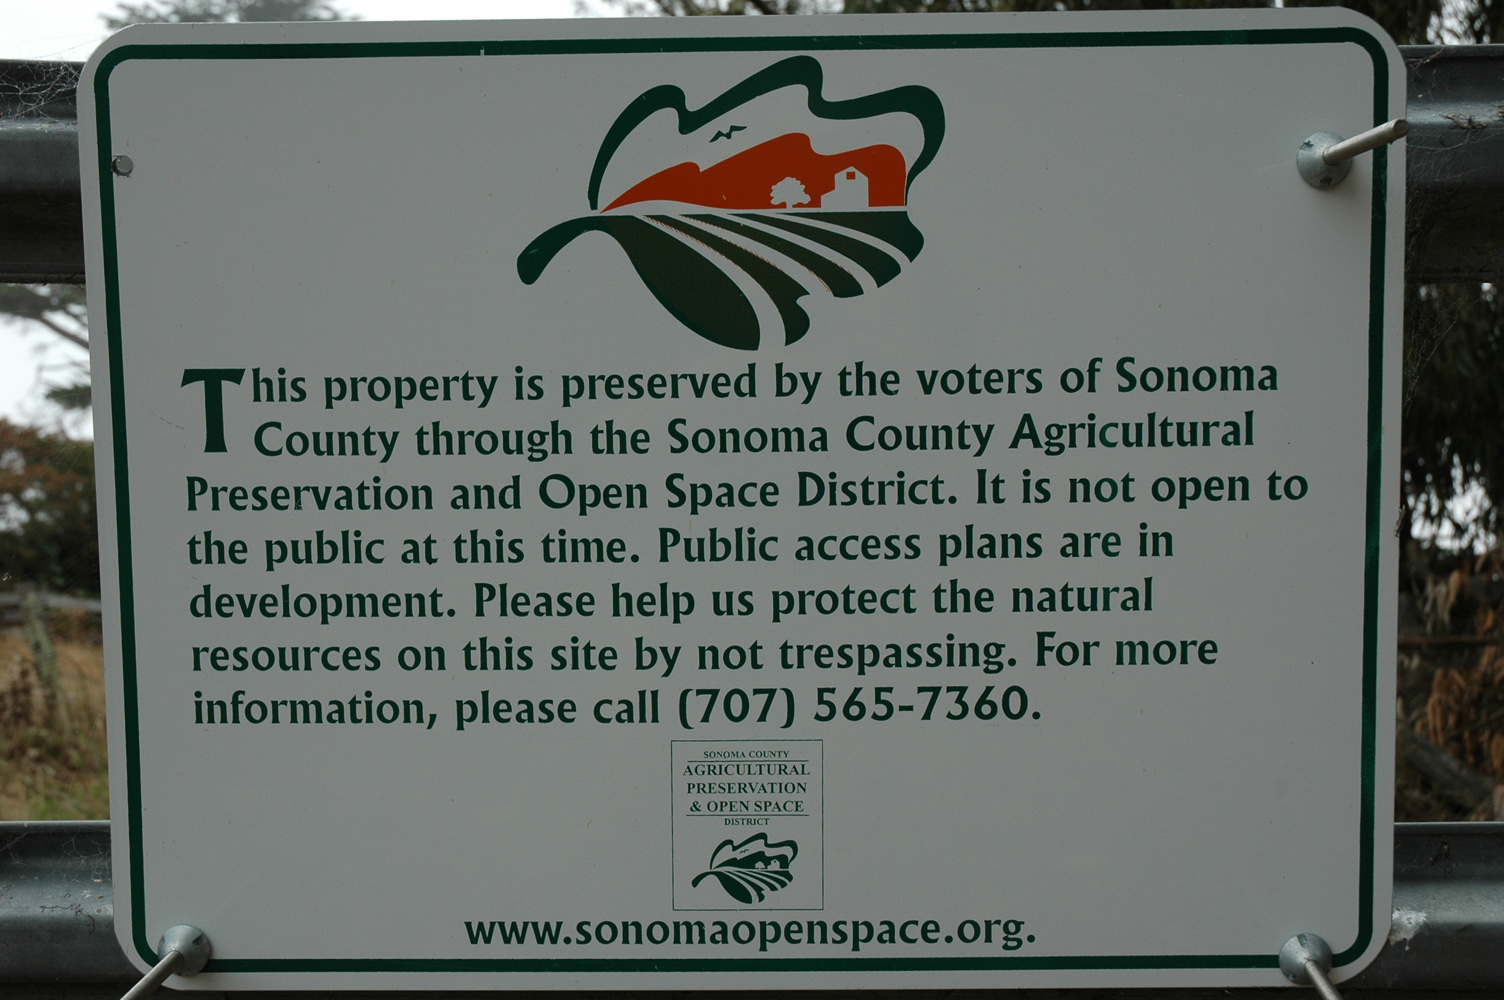 This property is preserved by the voters of Sonoma
County through the Sonoma County Agricultural
Preservation and Open Space District. It is not open to
the public at this time. Public access plans are in
development. Please help us protect the natural
resources on this site by not trespassing. For more
information, please call (707) 565-7360.
SONOMA COUNTY
AGRICULTURAL
PRESERVATION
& OPEN SPACE
DISTRICT
www.sonomaopenspace.org.